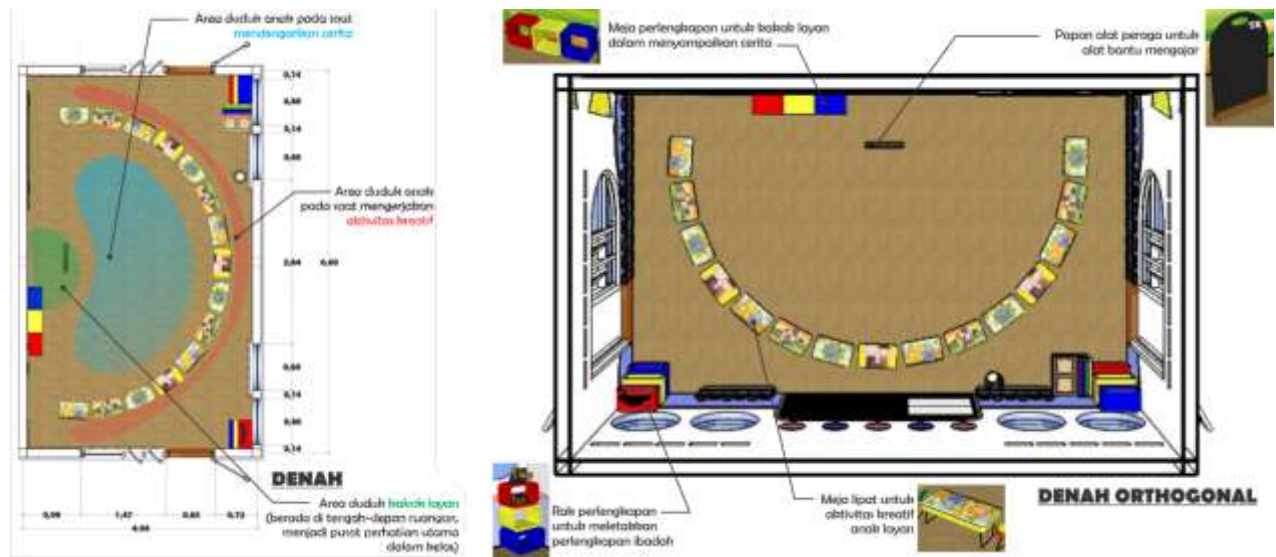 Area duduk anak pada saat
mendengarkan cerita
Area duduk anak
pada saat mengerjakan
aktivitas kreatif
DENAH
Area duduk kakak layan
(berada di tengah-depan ruangan,
menjadi pusat perhatian utama
dalam kelas)
Meja perlengkapan untuk kakak layan
dalam menyampaikan cerita
Papan alat peraga untuk
alat bantu mengajar
Rak perlengkapan
untuk meletakkan
perlengkapan ibadah
Meja lipat untuk
aktivitas kreatif
anak layan
DENAH ORTHOGONAL